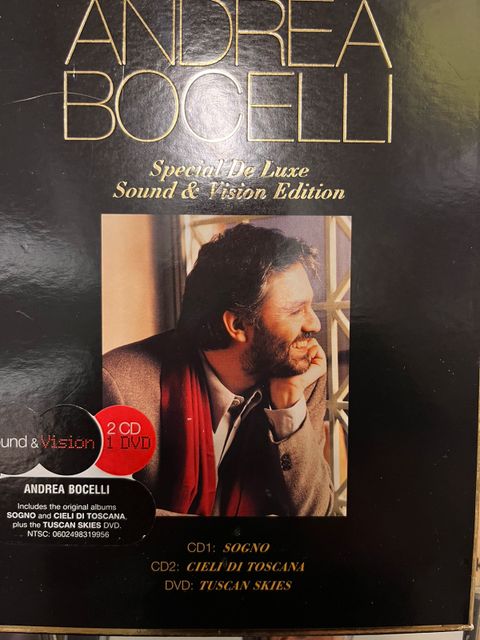 ANDREA
BOCELLI
Special De Luxe
Sound & Vision Edition
2 CD
1 DVD
ound & Vision
ANDREA BOCELLI
Includes the original albums
SOGNO and CIELI DI TOSCANA,
plus the TUSCAN SKIES DVD.
NTSC: 0602498319956
CD1: SOGNO
CD2: CIELI DI TOSCANA
DVD: TUSCAN SKIES